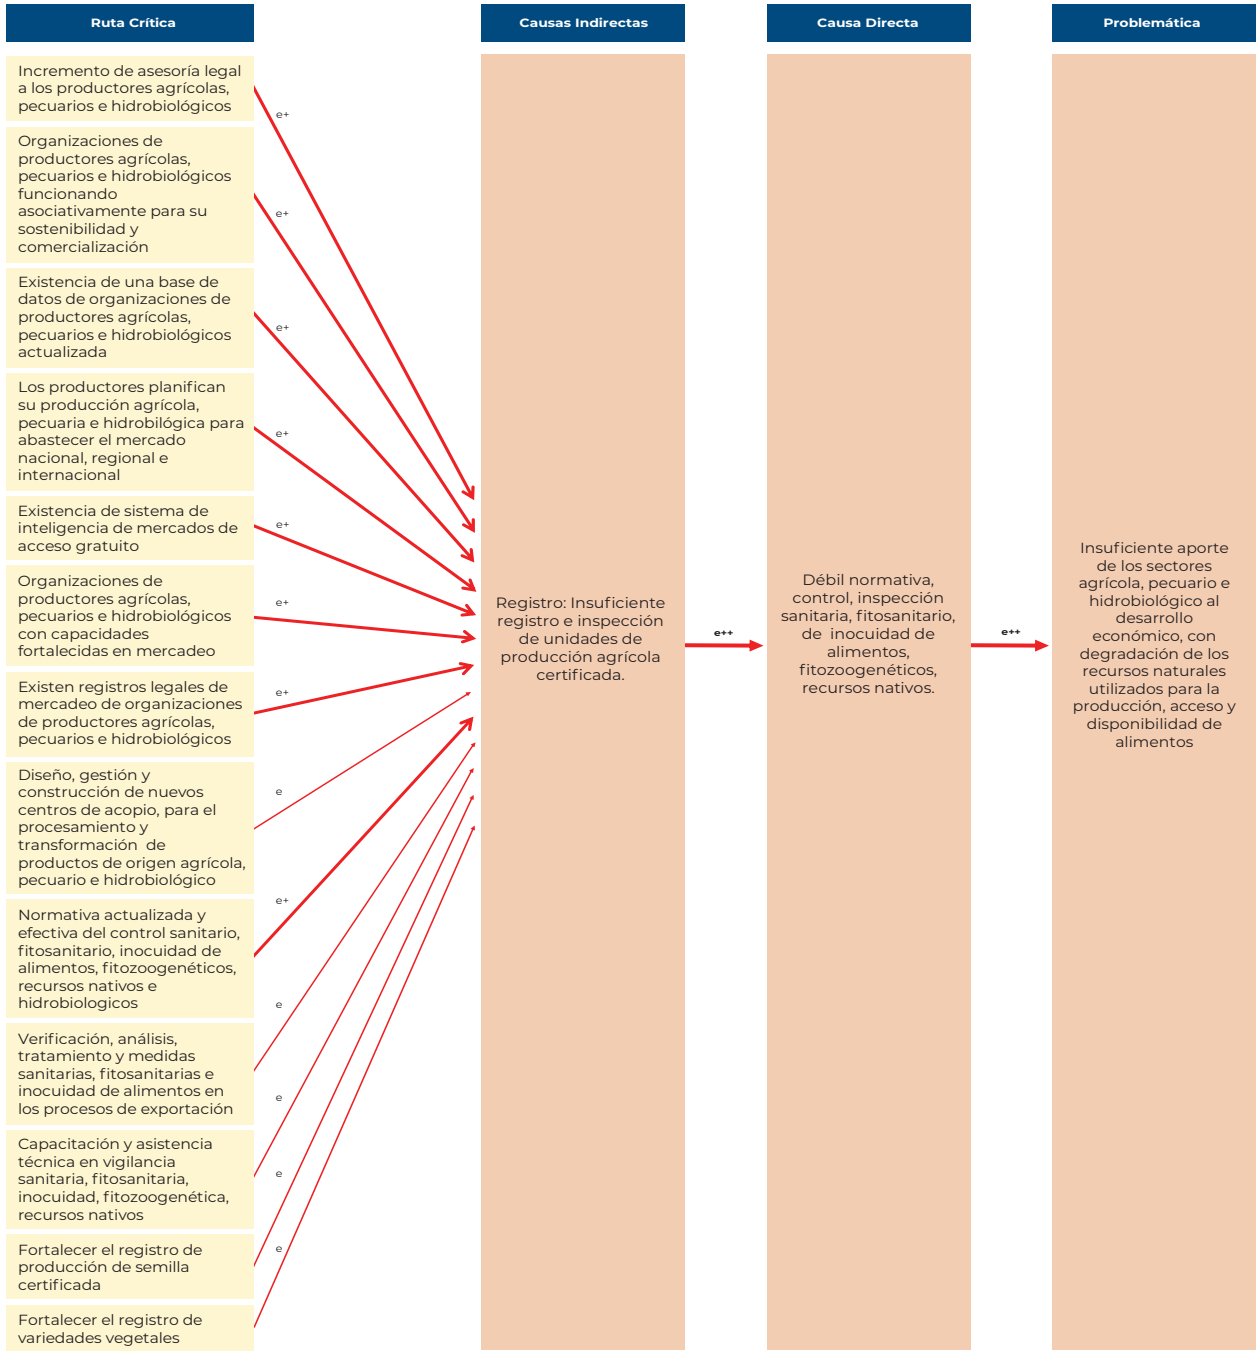 Ruta Crítica
Causas Indirectas
Causa Directa
Problemática
Incremento de asesoría legal
a los productores agrícolas,
pecuarios e hidrobiológicos
e+
Organizaciones de
productores agrícolas,
pecuarios e hidrobiológicos
funcionando
asociativamente para su
sostenibilidad y
comercialización
e+
Existencia de una base de
datos de organizaciones de
productores agrícolas,
pecuarios e hidrobiológicos
actualizada
e+
Los productores planifican
su producción agrícola,
pecuaria e hidrobilógica para
abastecer el mercado
nacional, regional e
internacional
e+
Existencia de sistema de
inteligencia de mercados de
acceso gratuito
e+
Organizaciones de
productores agrícolas,
pecuarios e hidrobiológicos
con capacidades
fortalecidas en mercadeo
e+
Existen registros legales de
mercadeo de organizaciones
de productores agrícolas,
pecuarios e hidrobiológicos
e+
Diseño, gestión y
construcción de nuevos
centros de acopio, para el
procesamiento y
transformación de
productos de origen agrícola,
pecuario e hidrobiológico
e
Normativa actualizada y
efectiva del control sanitario,
fitosanitario, inocuidad de
alimentos, fitozoogenéticos,
recursos nativos e
hidrobiologicos
e+
Verificación, análisis,
tratamiento y medidas
sanitarias, fitosanitarias e
inocuidad de alimentos en
los procesos de exportación
e
Capacitación y asistencia
técnica en vigilancia
sanitaria, fitosanitaria,
inocuidad, fitozoogenética,
recursos nativos
e
Fortalecer el registro de
producción de semilla
certificada
e
Fortalecer el registro de
variedades vegetales
e
Registro: Insuficiente
registro e inspección
de unidades de
producción agrícola
certificada.
e++
Débil normativa,
control, inspección
sanitaria, fitosanitario,
de inocuidad de
alimentos,
fitozoogenéticos,
recursos nativos.
e++
Insuficiente aporte
de los sectores
agrícola, pecuario e
hidrobiológico al
desarrollo
económico, con
degradación de los
recursos naturales
utilizados para la
producción, acceso y
disponibilidad de
alimentos